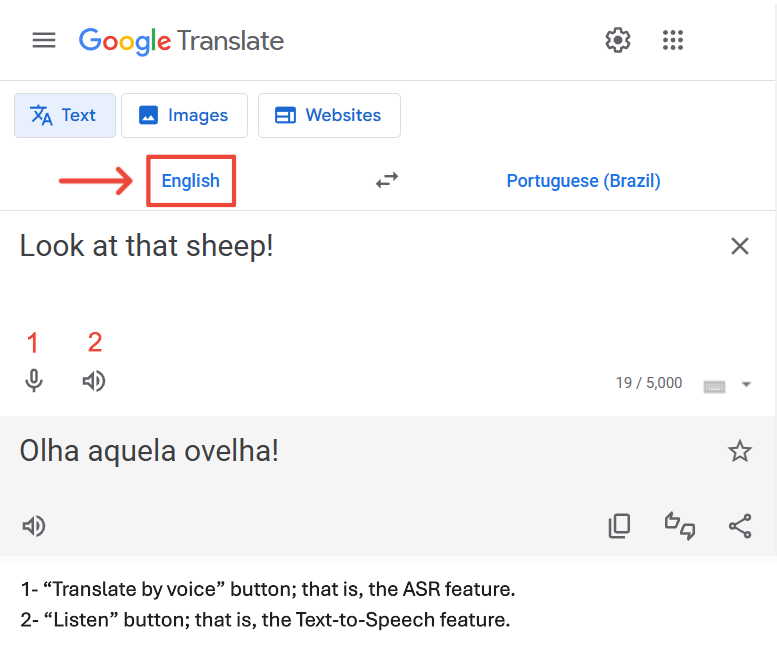 Google Translate
Text Images Websites
English Portuguese (Brazil)
Look at that sheep!
1 2
19 / 5,000
Olha aquela ovelha!
1- “Translate by voice” button; that is, the ASR feature.
2- “Listen” button; that is, the Text-to-Speech feature.